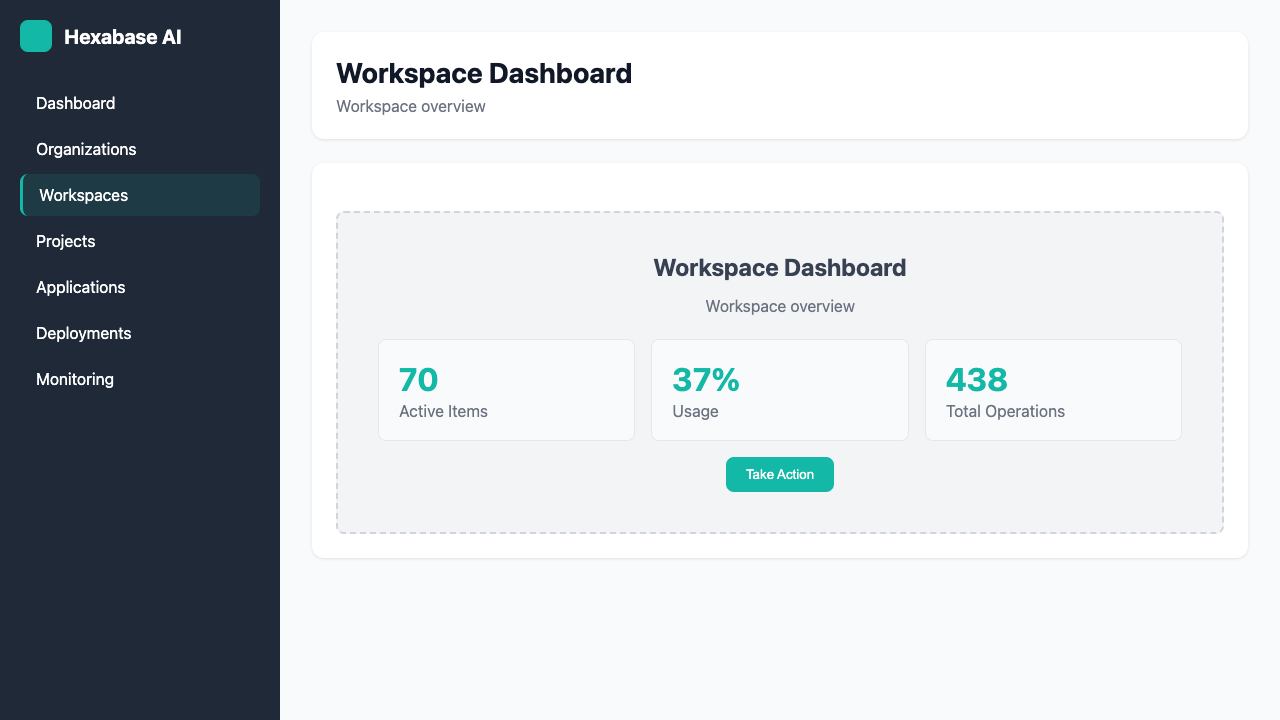 Hexabase AI
Dashboard
Organizations
Workspaces
Projects
Applications
Deployments
Monitoring
Workspace Dashboard
Workspace overview
Workspace Dashboard
Workspace overview
70
Active Items
37%
Usage
438
Total Operations
Take Action